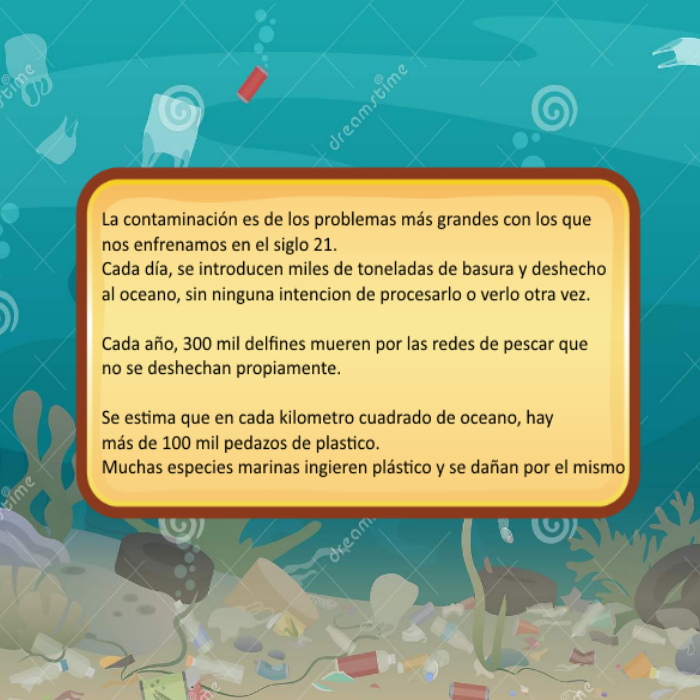 dreamstime
La contaminación es de los problemas más grandes con los que
nos enfrenamos en el siglo 21.
Cada día, se introducen miles de toneladas de basura y deshecho
al oceano, sin ninguna intencion de procesarlo o verlo otra vez.
Cada año, 300 mil delfines mueren por las redes de pescar que
no se deshechan propiamente.
Se estima que en cada kilometro cuadrado de oceano, hay
más de 100 mil pedazos de plastico.
Muchas especies marinas ingieren plástico y se dañan por el mismo